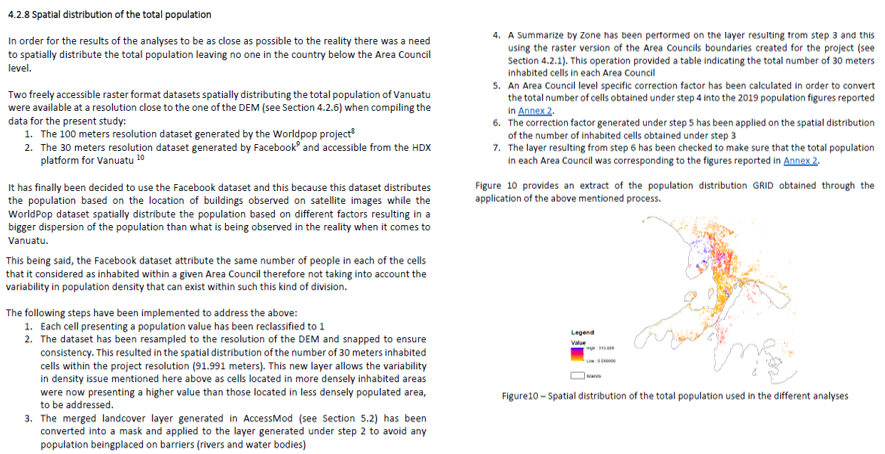 4.2.8 Spatial distribution of the total population
In order for the results of the analyses to be as close as possible to the reality there was a need
to spatially distribute the total population leaving no one in the country below the Area Council
level.
Two freely accessible raster format datasets spatially distributing the total population of Vanuatu
were available at a resolution close to the one of the DEM (see Section 4.2.6) when compiling the
data for the present study:
1. The 100 meters resolution dataset generated by the Worldpop project⁸
2. The 30 meters resolution dataset generated by Facebook⁹ and accessible from the HDX
platform for Vanuatu ¹⁰
It has finally been decided to use the Facebook dataset and this because this dataset distributes
the population based on the location of buildings observed on satellite images while the
WorldPop dataset spatially distribute the population based on different factors resulting in a
bigger dispersion of the population than what is being observed in the reality when it comes to
Vanuatu.
This being said, the Facebook dataset attribute the same number of people in each of the cells
that it considered as inhabited within a given Area Council therefore not taking into account the
variability in population density that can exist within such this kind of division.
The following steps have been implemented to address the above:
1. Each cell presenting a population value has been reclassified to 1
2. The dataset has been resampled to the resolution of the DEM and snapped to ensure
consistency. This resulted in the spatial distribution of the number of 30 meters inhabited
cells within the project resolution (91.991 meters). This new layer allows the variability
in density issue mentioned here above as cells located in more densely inhabited areas
were now presenting a higher value than those located in less densely populated area,
to be addressed.
3. The merged landcover layer generated in AccessMod (see Section 5.2) has been
converted into a mask and applied to the layer generated under step 2 to avoid any
population beingplaced on barriers (rivers and water bodies)
4. A Summarize by Zone has been performed on the layer resulting from step 3 and this
using the raster version of the Area Councils boundaries created for the project (see
Section 4.2.1). This operation provided a table indicating the total number of 30 meters
inhabited cells in each Area Council
5. An Area Council level specific correction factor has been calculated in order to convert
the total number of cells obtained under step 4 into the 2019 population figures reported
in Annex 2.
6. The correction factor generated under step 5 has been applied on the spatial distribution
of the number of inhabited cells obtained under step 3
7. The layer resulting from step 6 has been checked to make sure that the total population
in each Area Council was corresponding to the figures reported in Annex 2.
Figure 10 provides an extract of the population distribution GRID obtained through the
application of the above mentioned process.
Legend
Value
Islands
Figure10 – Spatial distribution of the total population used in the different analyses